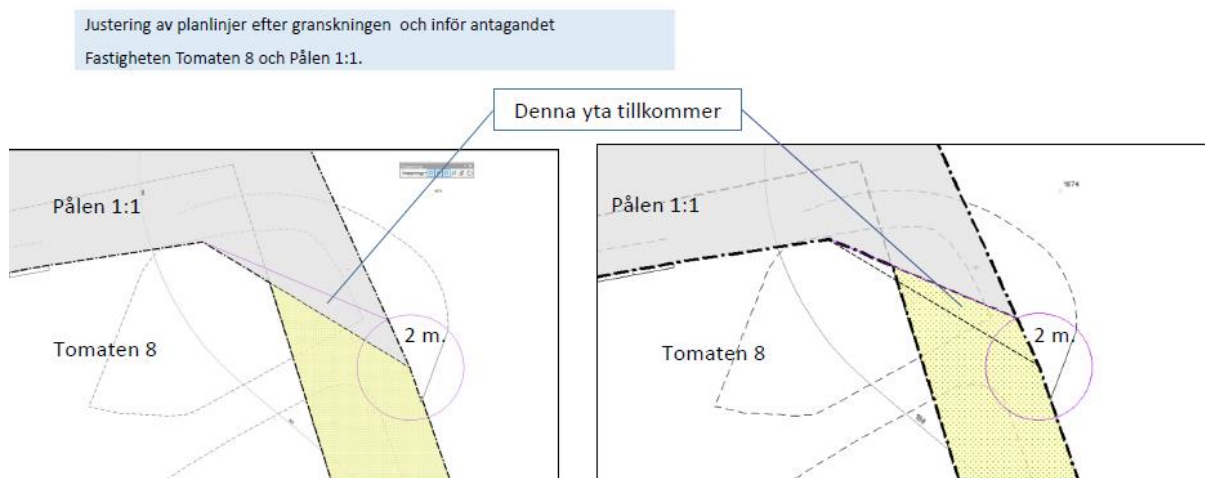 Justering av planlinjer efter granskningen och inför antagandet
Fastigheten Tomaten 8 och Pålen 1:1.
Denna yta tillkommer
Pålen 1:1
Tomaten 8
2 m.
Pålen 1:1
1674
Tomaten 8
2 m.